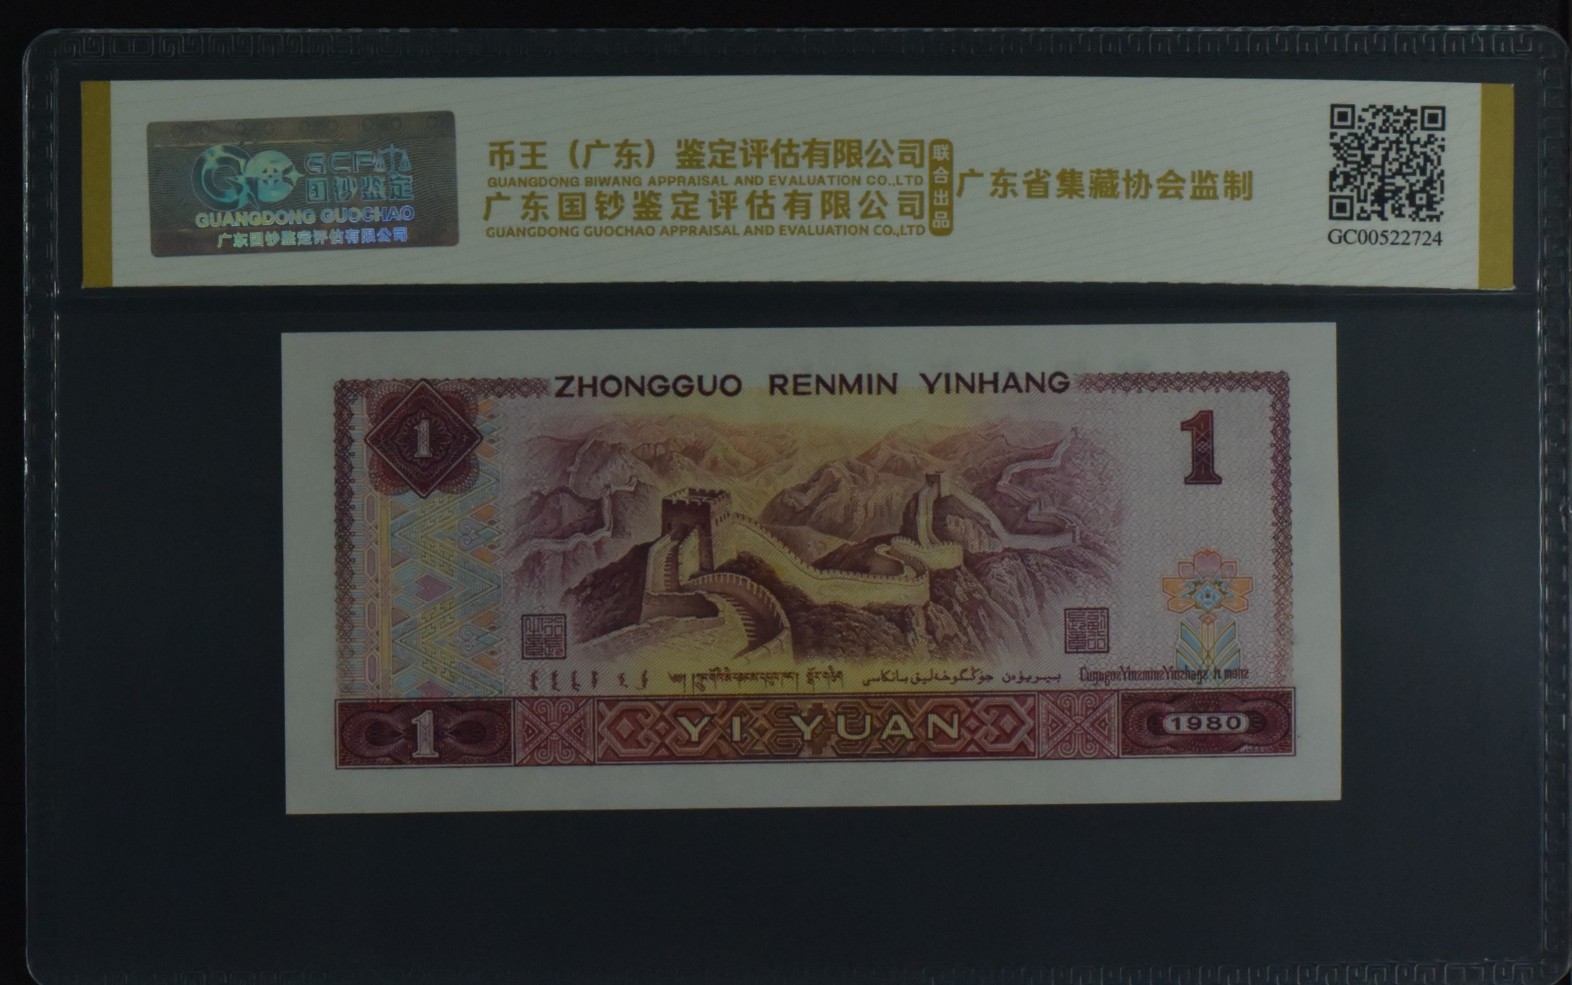 GCF
国钞鉴定
GUANGDONG GUOCHAO
广东国钞鉴定评估有限公司
币王（广东）鉴定评估有限公司
GUANGDONG BIWANG APPRAISAL AND EVALUATION CO.,LTD
广东国钞鉴定评估有限公司
GUANGDONG GUOCHAO APPRAISAL AND EVALUATION CO.,LTD
联合出品
广东省集藏协会监制
GC00522724
ZHONGGUO RENMIN YINHANG
1
1
1
YI YUAN
1980